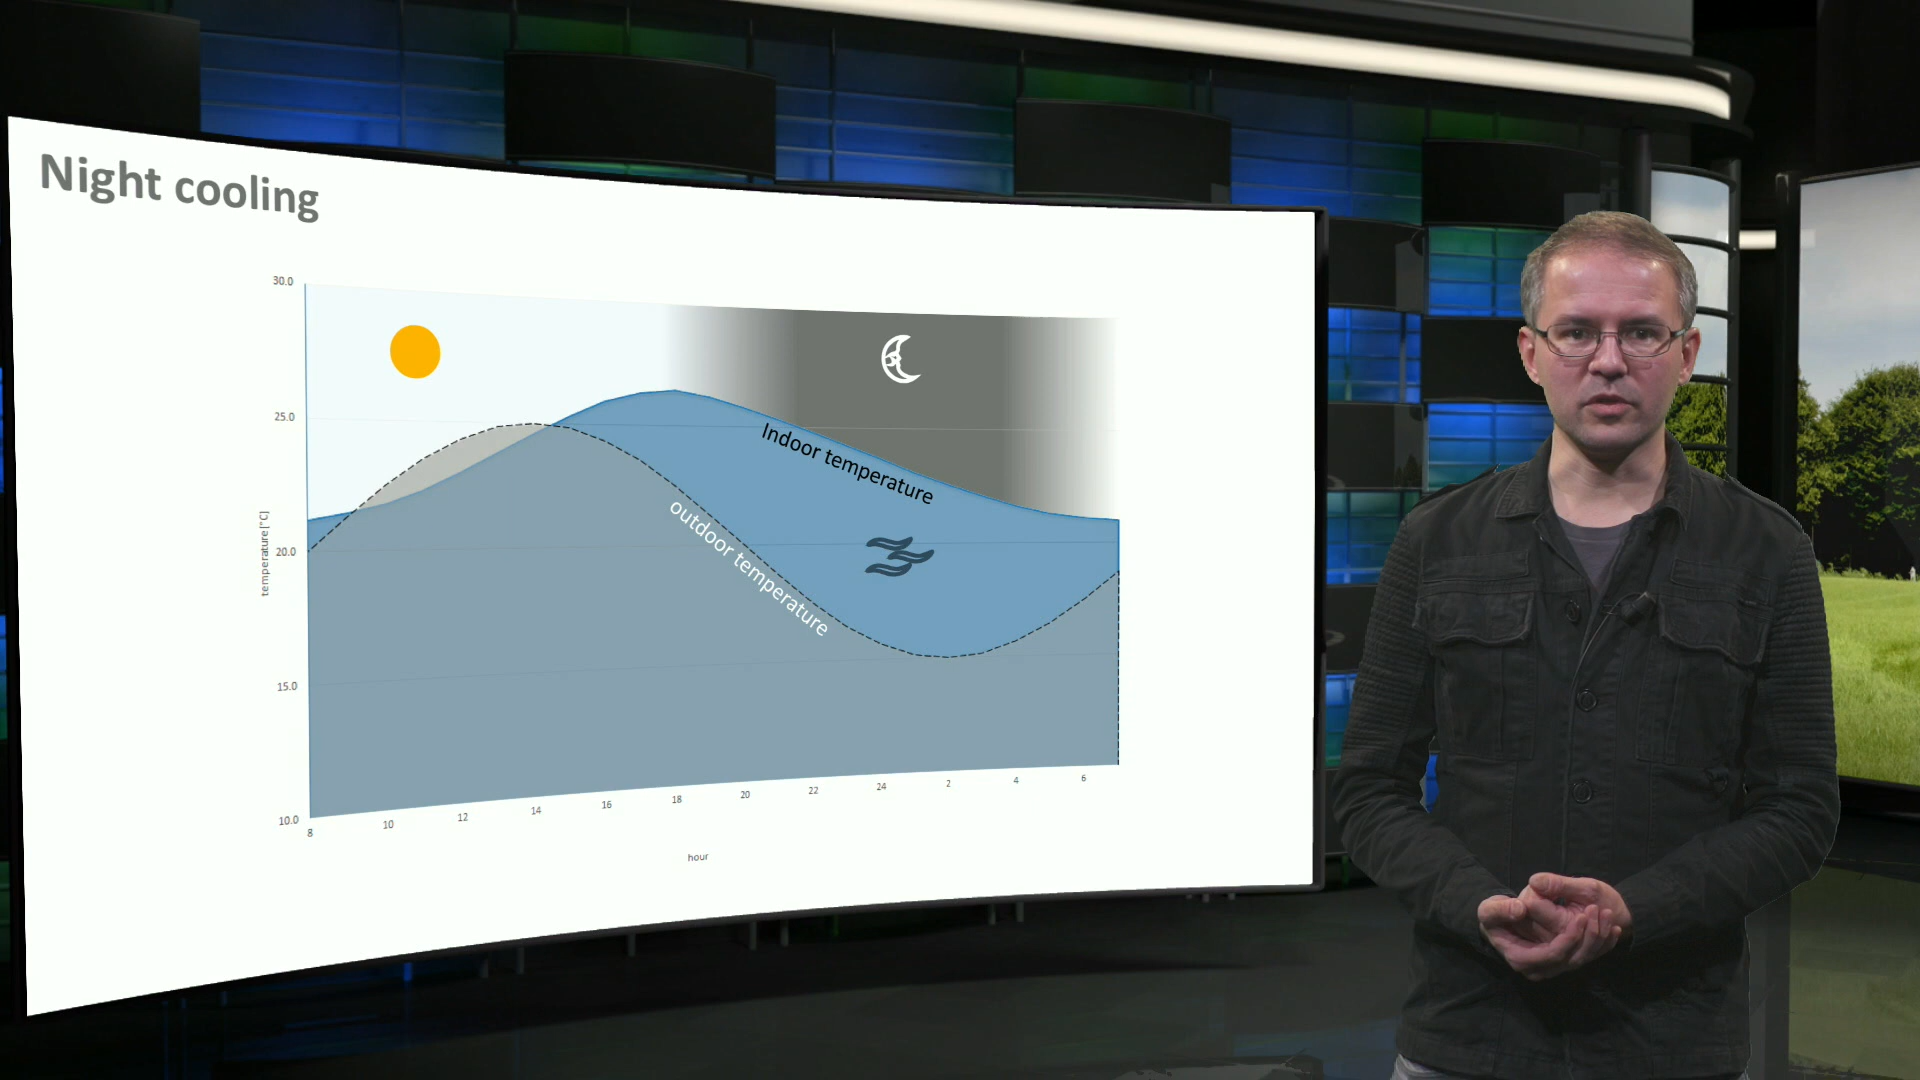 Night cooling
30.0
25.0
20.0
15.0
10.0
temperature [°C]
Indoor temperature
outdoor temperature
8 10 12 14 16 18 20 22 24 2 4 6
hour